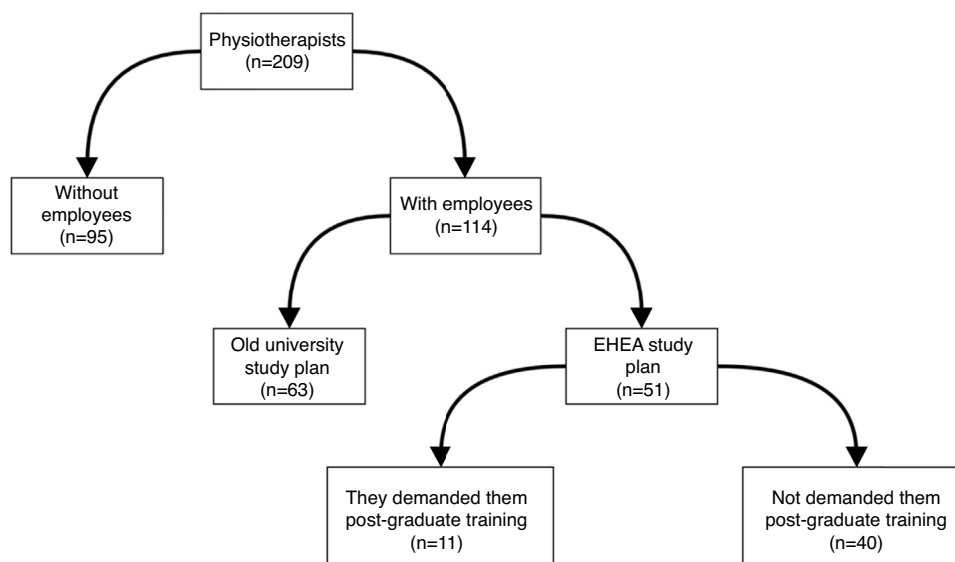 Physiotherapists
(n=209)
Without
employees
(n=95)
With employees
(n=114)
Old university
study plan
(n=63)
EHEA study
plan
(n=51)
They demanded them
post-graduate training
(n=11)
Not demanded them
post-graduate training
(n=40)